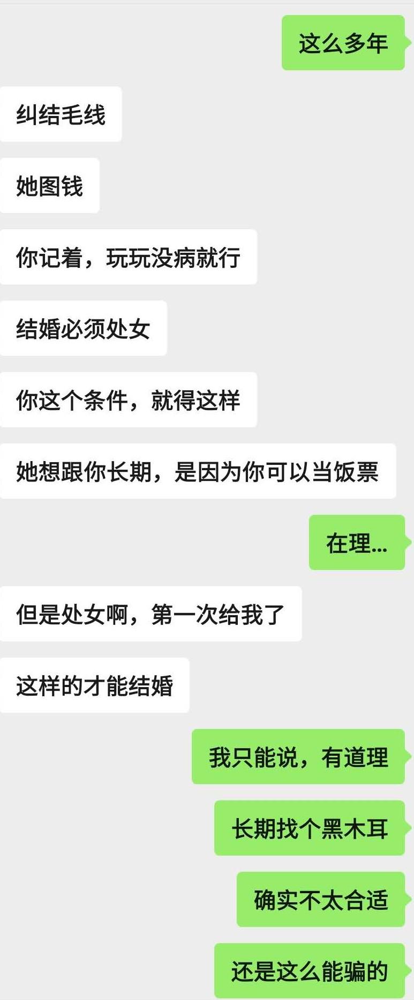 这么多年
纠结毛线
她图钱
你记着，玩玩没病就行
结婚必须处女
你这个条件，就得这样
她想跟你长期，是因为你可以当饭票
在理...
但是处女啊，第一次给我了
这样的才能结婚
我只能说，有道理
长期找个黑木耳
确实不太合适
还是这么能骗的